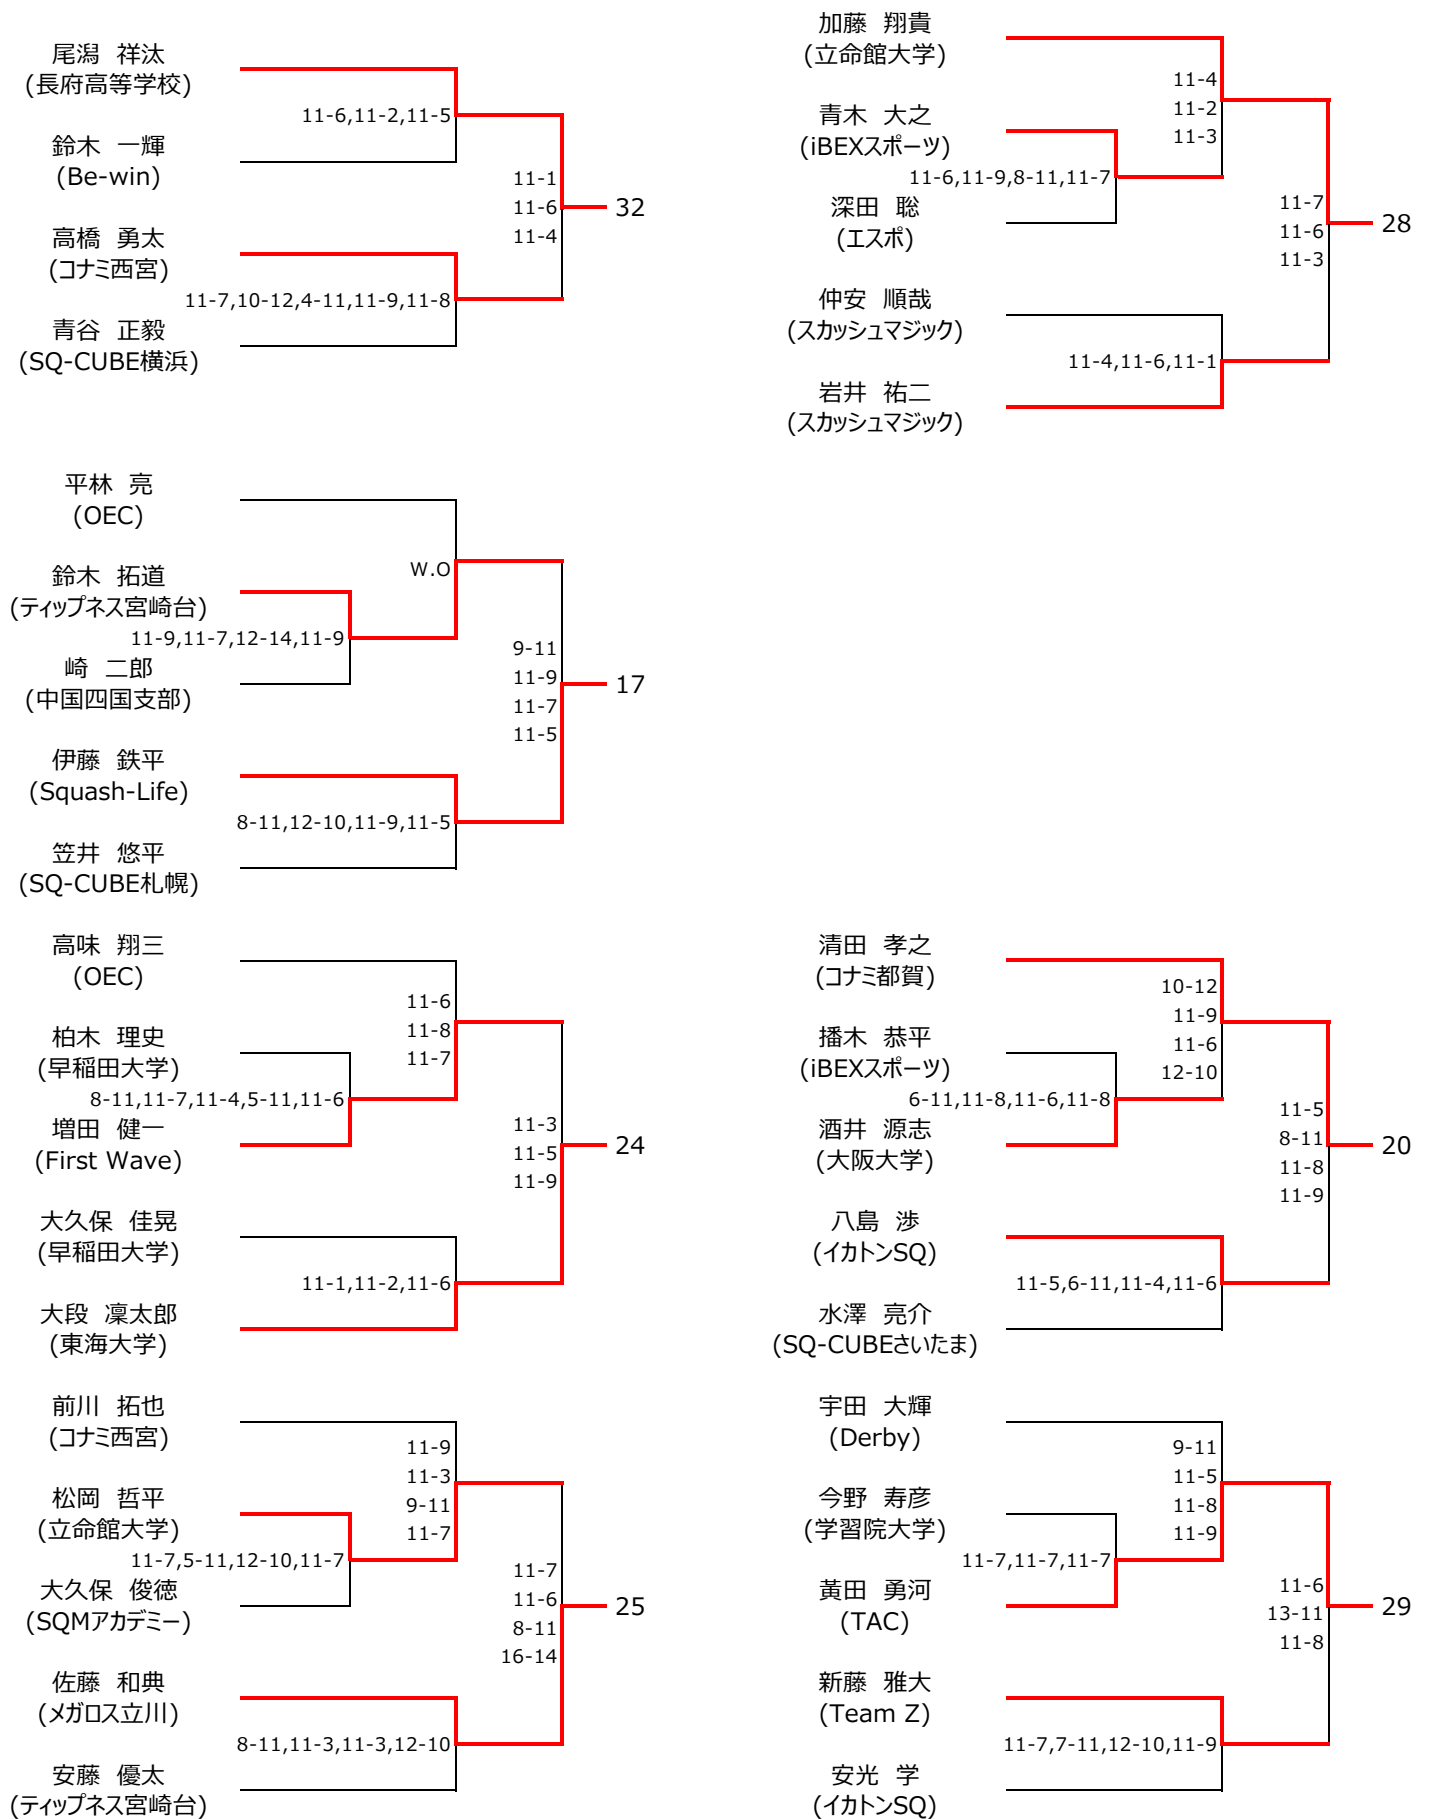 尾潟 祥汰
(長府高等学校)
11-6,11-2,11-5
鈴木 一輝
(Be-win)
11-1
11-6
11-4
32
高橋 勇太
(コナミ西宮)
11-7,10-12,4-11,11-9,11-8
青谷 正毅
(SQ-CUBE横浜)
加藤 翔貴
(立命館大学)
11-4
11-2
11-3
青木 大之
(iBEXスポーツ)
11-6,11-9,8-11,11-7
深田 聡
(エスポ)
11-7
11-6
11-3
28
仲安 順哉
(スカッシュマジック)
11-4,11-6,11-1
岩井 祐二
(スカッシュマジック)
平林 亮
(OEC)
W.O
鈴木 拓道
(ティップネス宮崎台)
11-9,11-7,12-14,11-9
崎 二郎
(中国四国支部)
9-11
11-9
11-7
11-5
17
伊藤 鉄平
(Squash-Life)
8-11,12-10,11-9,11-5
笠井 悠平
(SQ-CUBE札幌)
高味 翔三
(OEC)
11-6
11-8
11-7
柏木 理史
(早稲田大学)
8-11,11-7,11-4,5-11,11-6
増田 健一
(First Wave)
11-3
11-5
11-9
24
大久保 佳晃
(早稲田大学)
11-1,11-2,11-6
大段 凜太郎
(東海大学)
清田 孝之
(コナミ都賀)
10-12
11-9
11-6
12-10
播木 恭平
(iBEXスポーツ)
6-11,11-8,11-6,11-8
酒井 源志
(大阪大学)
11-5
8-11
11-8
11-9
20
八島 渉
(イカトンSQ)
11-5,6-11,11-4,11-6
水澤 亮介
(SQ-CUBEさいたま)
前川 拓也
(コナミ西宮)
11-9
11-3
9-11
11-7
松岡 哲平
(立命館大学)
11-7,5-11,12-10,11-7
大久保 俊徳
(SQMアカデミー)
11-7
11-6
8-11
16-14
25
佐藤 和典
(メガロス立川)
8-11,11-3,11-3,12-10
安藤 優太
(ティップネス宮崎台)
宇田 大輝
(Derby)
9-11
11-5
11-8
11-9
今野 寿彦
(学習院大学)
11-7,11-7,11-7
黃田 勇河
(TAC)
11-6
13-11
11-8
29
新藤 雅大
(Team Z)
11-7,7-11,12-10,11-9
安光 学
(イカトンSQ)